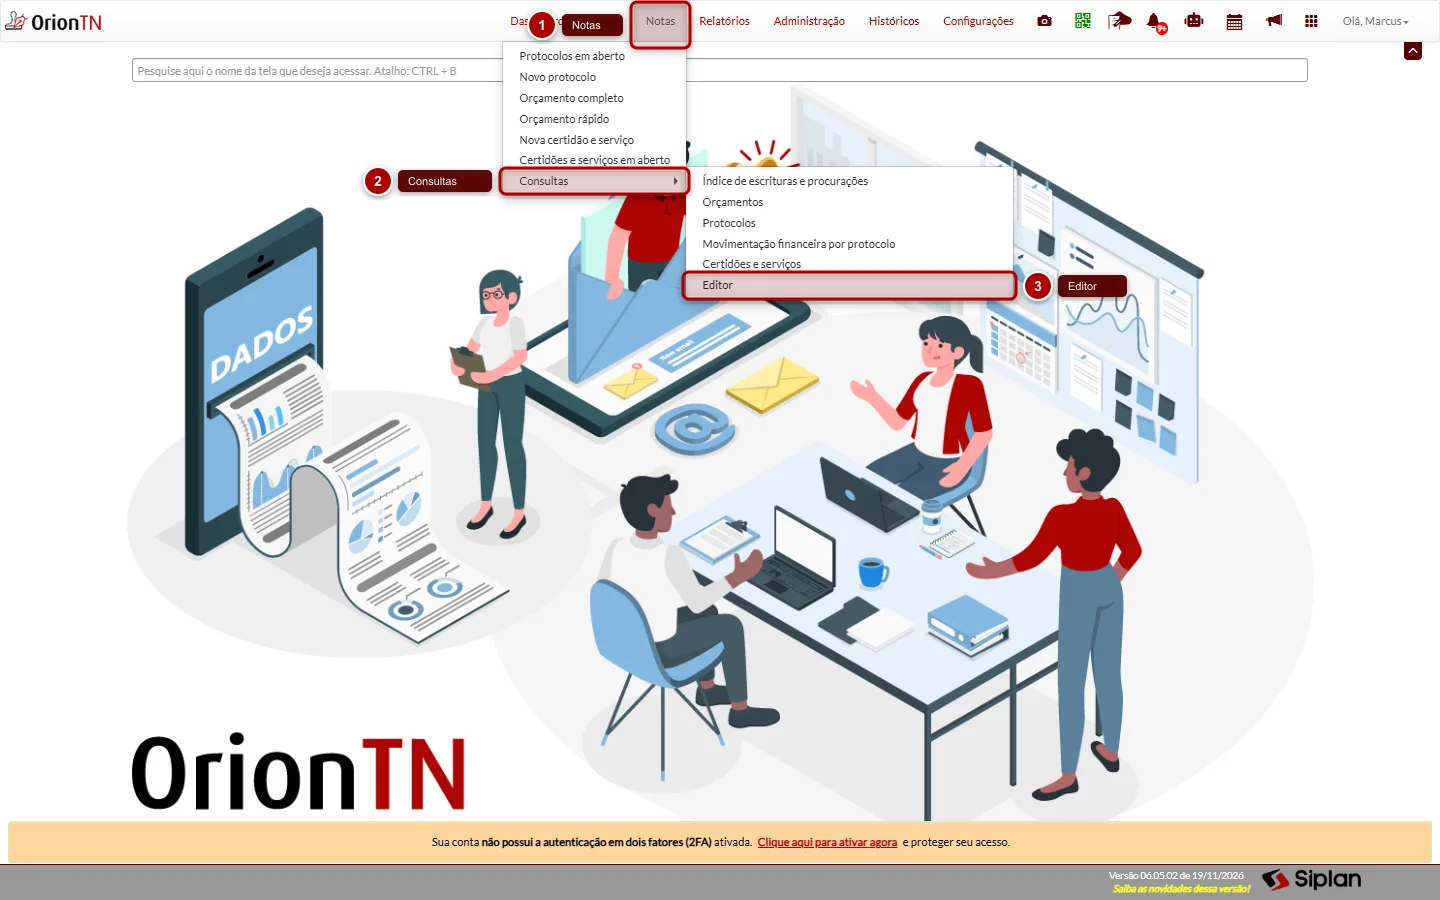 OrionTN
Das
1
Notas
Notas
Relatórios
Administração
Históricos
Configurações
9+
Olá, Marcus
Pesquise aqui o nome da tela que deseja acessar. Atalho: CTRL + B
Protocolos em aberto
Novo protocolo
Orçamento completo
Orçamento rápido
Nova certidão e serviço
Certidões e serviços em aberto
2
Consultas
Consultas
Índice de escrituras e procurações
Orçamentos
Protocolos
Movimentação financeira por protocolo
Certidões e serviços
Editor
3
Editor
DADOS
New email
@
OrionTN
Sua conta não possui a autenticação em dois fatores (2FA) ativada. Clique aqui para ativar agora e proteger seu acesso.
Versão 06.05.02 de 19/11/2026
Saiba as novidades dessa versão!
Siplan